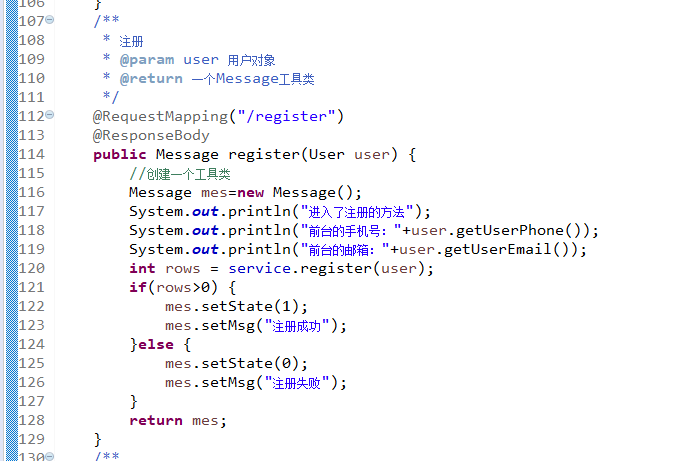 106 }
107 /**
108 * 注册
109 * @param user 用户对象
110 * @return 一个Message工具类
111 */
112 @RequestMapping("/register")
113 @ResponseBody
114 public Message register(User user) {
115 //创建一个工具类
116 Message mes=new Message();
117 System.out.println("进入了注册的方法");
118 System.out.println("前台的手机号："+user.getUserPhone());
119 System.out.println("前台的邮箱："+user.getUserEmail());
120 int rows = service.register(user);
121 if(rows>0) {
122 mes.setState(1);
123 mes.setMsg("注册成功");
124 }else {
125 mes.setState(0);
126 mes.setMsg("注册失败");
127 }
128 return mes;
129 }
130 /**